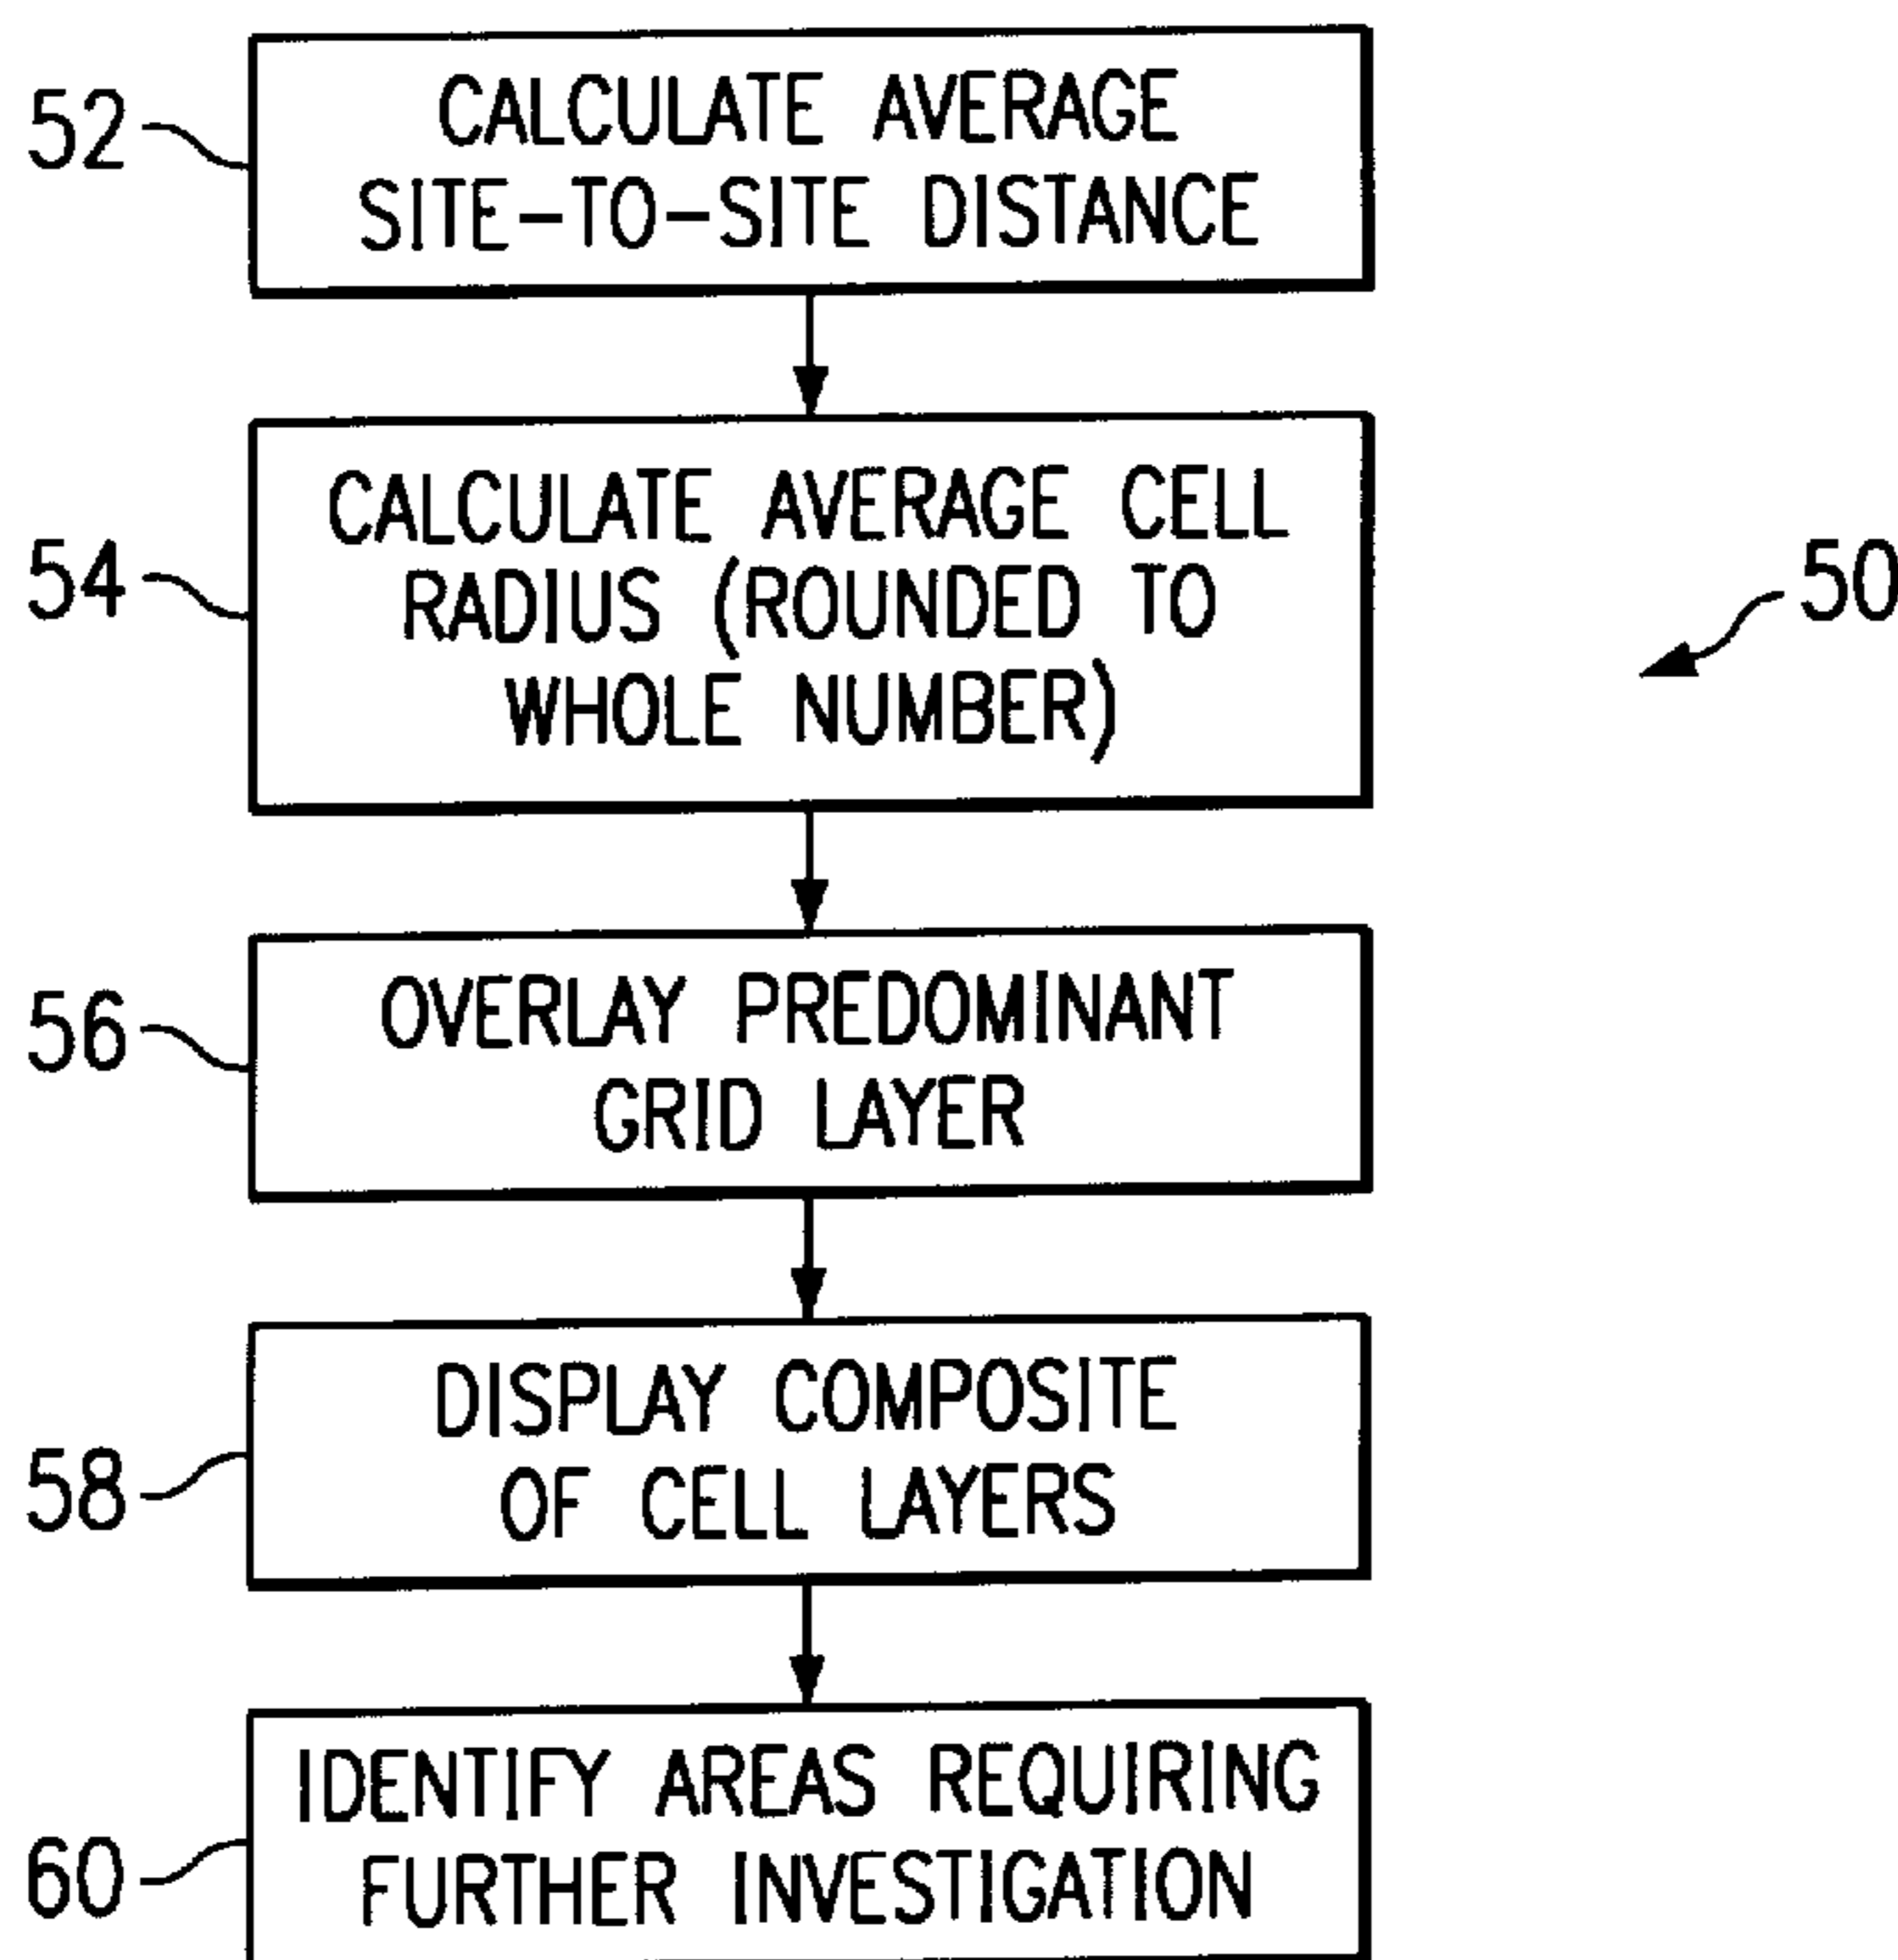 52
CALCULATE AVERAGE
SITE-TO-SITE DISTANCE
54
CALCULATE AVERAGE CELL
RADIUS (ROUNDED TO
WHOLE NUMBER)
50
56
OVERLAY PREDOMINANT
GRID LAYER
58
DISPLAY COMPOSITE
OF CELL LAYERS
60
IDENTIFY AREAS REQUIRING
FURTHER INVESTIGATION